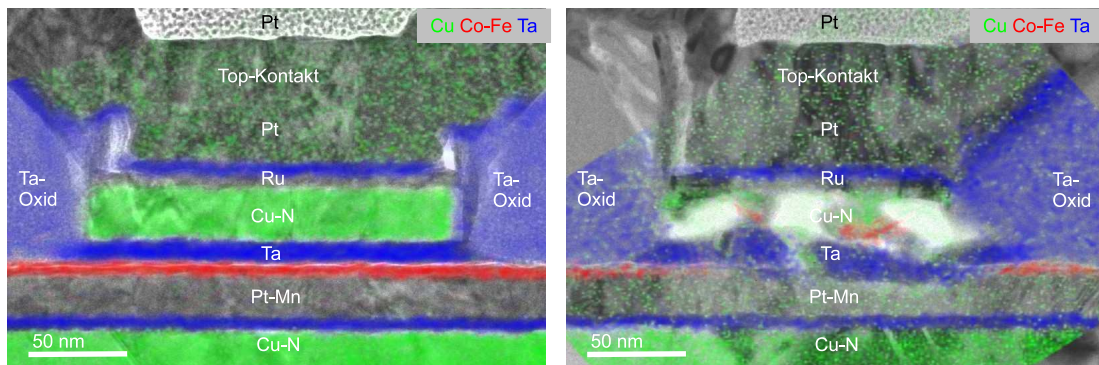 Pt
Cu Co-Fe Ta
Top-Kontakt
Pt
Ta-
Oxid
Ru
Ta-
Oxid
Cu-N
Ta
Pt-Mn
50 nm
Cu-N
Pt
Cu Co-Fe Ta
Top-Kontakt
Pt
Ta-
Oxid
Ru
Ta-
Oxid
Cu-N
Ta
Pt-Mn
50 nm
Cu-N